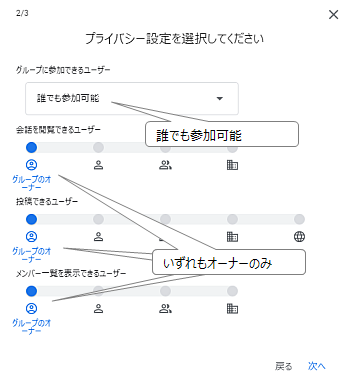 2/3
プライバシー設定を選択してください
グループに参加できるユーザー
誰でも参加可能
誰でも参加可能
会話を閲覧できるユーザー
グループのオ
ーナー
投稿できるユーザー
グループのオ
ーナー
いずれもオーナーのみ
メンバー一覧を表示できるユーザー
グループのオ
ーナー
戻る 次へ